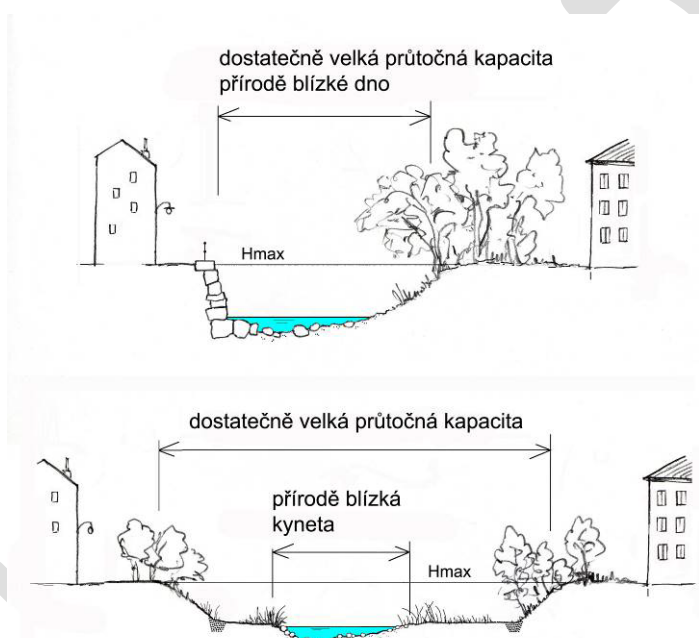 dostatečně velká průtočná kapacita
přírodě blízké dno
Hmax
dostatečně velká průtočná kapacita
přírodě blízká
kyneta
Hmax